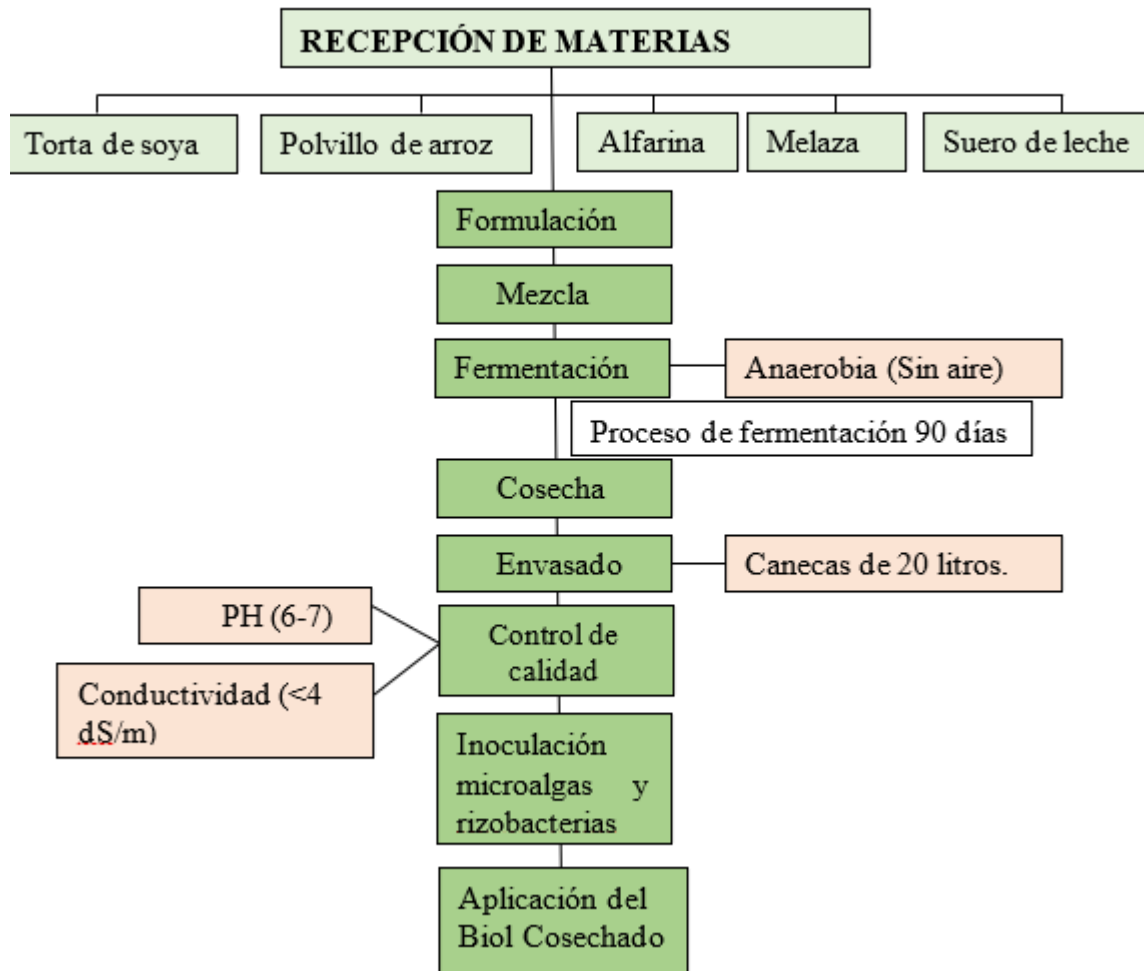 RECEPCIÓN DE MATERIAS
Torta de soya
Polvillo de arroz
Alfarina
Melaza
Suero de leche
Formulación
Mezcla
Fermentación
Anaerobia (Sin aire)
Proceso de fermentación 90 días
Cosecha
Envasado
Canecas de 20 litros.
PH (6-7)
Conductividad (<4
dS/m)
Control de
calidad
Inoculación
microalgas y
rizobacterias
Aplicación del
Biol Cosechado